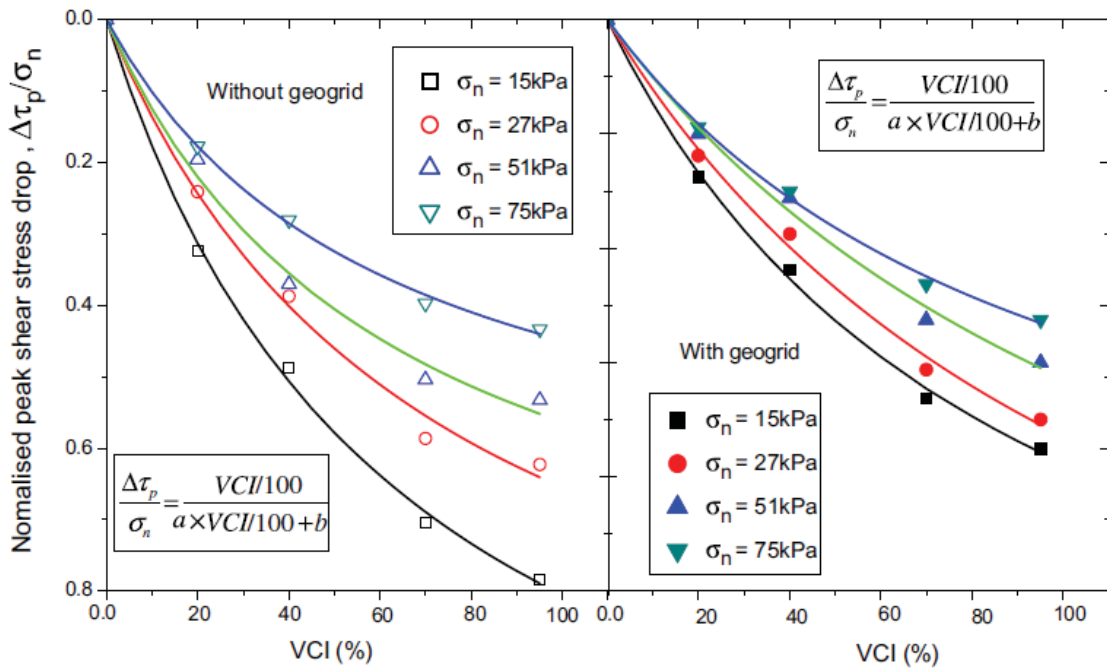 Nomalised peak shear stress drop , Δτp/σn
0.0
0.2
0.4
0.6
0.8
Without geogrid
σn = 15kPa
σn = 27kPa
σn = 51kPa
σn = 75kPa
Δτp/σn = VCI/100 / a×VCI/100+b
0.0
20
40
60
80
100
VCI (%)
Δτp/σn = VCI/100 / a×VCI/100+b
With geogrid
σn = 15kPa
σn = 27kPa
σn = 51kPa
σn = 75kPa
0.0
20
40
60
80
100
VCI (%)